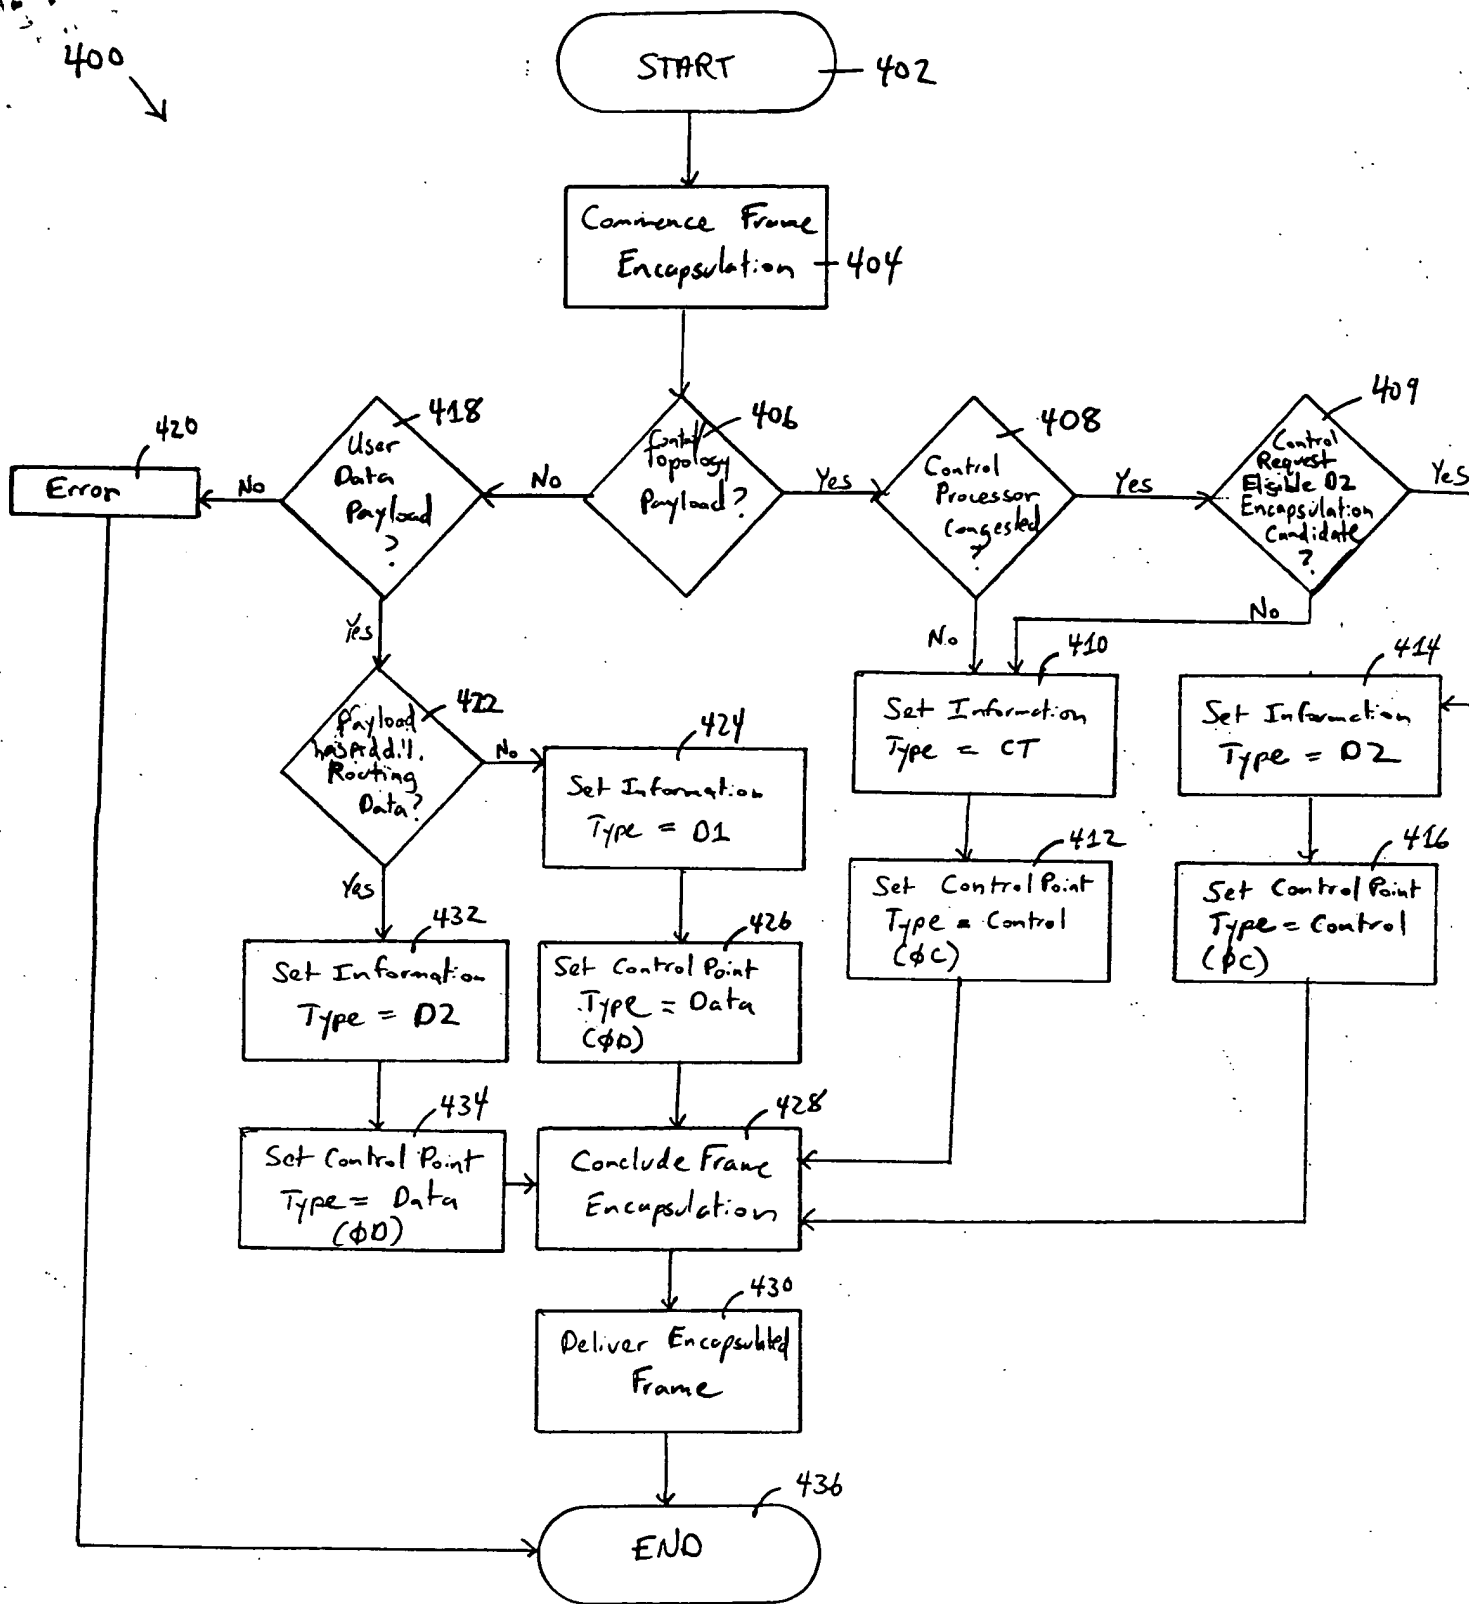 400
START
402
Commence Frame
Encapsulation
404
409
418
406
408
420
Error
No
User
Data
Payload
?
No
Topology
Payload?
Yes
Control
Processor
Congested
?
Yes
Control
Request
Eligible D2
Encapsulation
Candidate
?
Yes
Yes
No
No
410
414
422
Payload
has Add'l.
Routing
Data?
No
424
Set Information
Type = D1
Set Information
Type = CT
Set Information
Type = D2
Yes
412
416
Set Control Point
Type = Control
(ϕC)
Set Control Point
Type = Control
(ϕC)
432
Set Information
Type = D2
426
Set Control Point
Type = Data
(ϕD)
434
Set Control Point
Type = Data
(ϕD)
428
Conclude Frame
Encapsulation
430
Deliver Encapsulated
Frame
436
END